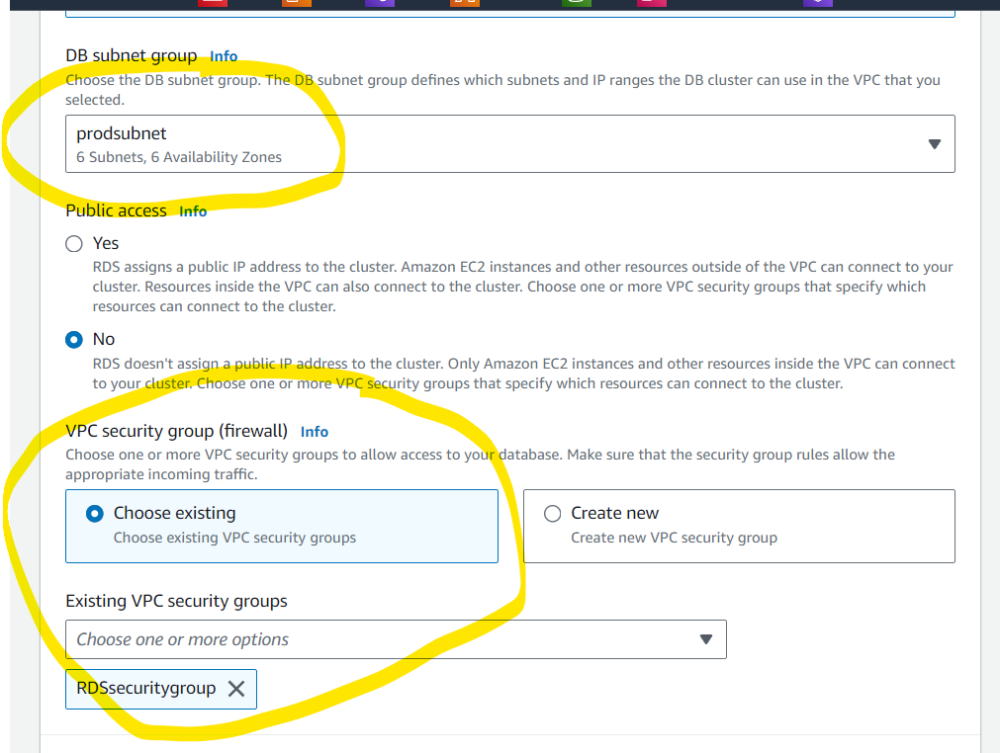 DB subnet group Info
Choose the DB subnet group. The DB subnet group defines which subnets and IP ranges the DB cluster can use in the VPC that you
selected.
prodsubnet
6 Subnets, 6 Availability Zones
Public access Info
Yes
RDS assigns a public IP address to the cluster. Amazon EC2 instances and other resources outside of the VPC can connect to your
cluster. Resources inside the VPC can also connect to the cluster. Choose one or more VPC security groups that specify which
resources can connect to the cluster.
No
RDS doesn't assign a public IP address to the cluster. Only Amazon EC2 instances and other resources inside the VPC can connect
to your cluster. Choose one or more VPC security groups that specify which resources can connect to the cluster.
VPC security group (firewall) Info
Choose one or more VPC security groups to allow access to your database. Make sure that the security group rules allow the
appropriate incoming traffic.
Choose existing
Choose existing VPC security groups
Create new
Create new VPC security group
Existing VPC security groups
Choose one or more options
RDSsecuritygroup